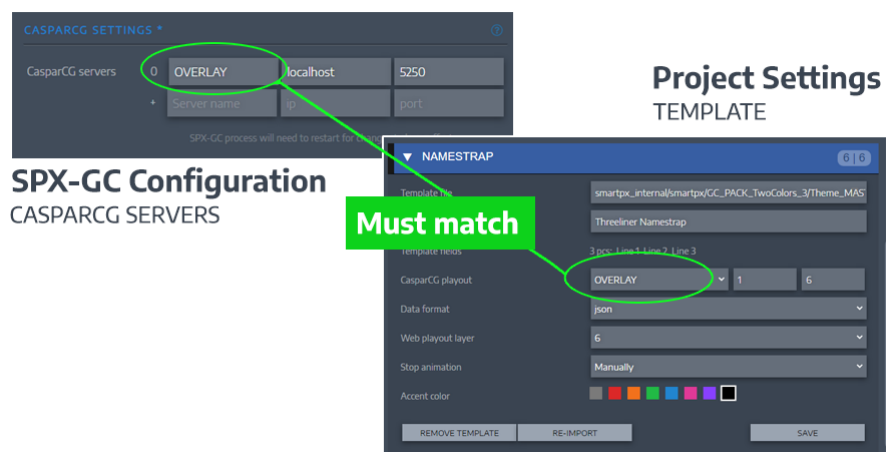 CASPARCG SETTINGS *
CasparCG servers 0 OVERLAY localhost 5250
+ Server name ip port
SPX-GC process will need to restart for
SPX-GC Configuration
CASPARCG SERVERS
Project Settings
TEMPLATE
▼ NAMESTRAP 6 | 6
Template file smartpx_internal/smartpx/GC_PACK_TwoColors_3/Theme_MAS
Must match
Threeliner Namestrap
Template fields 3 pcs: Line 1 Line 2, Line 3
CasparCG playout OVERLAY 1 6
Data format json
Web playout layer 6
Stop animation Manually
Accent color
REMOVE TEMPLATE RE-IMPORT SAVE